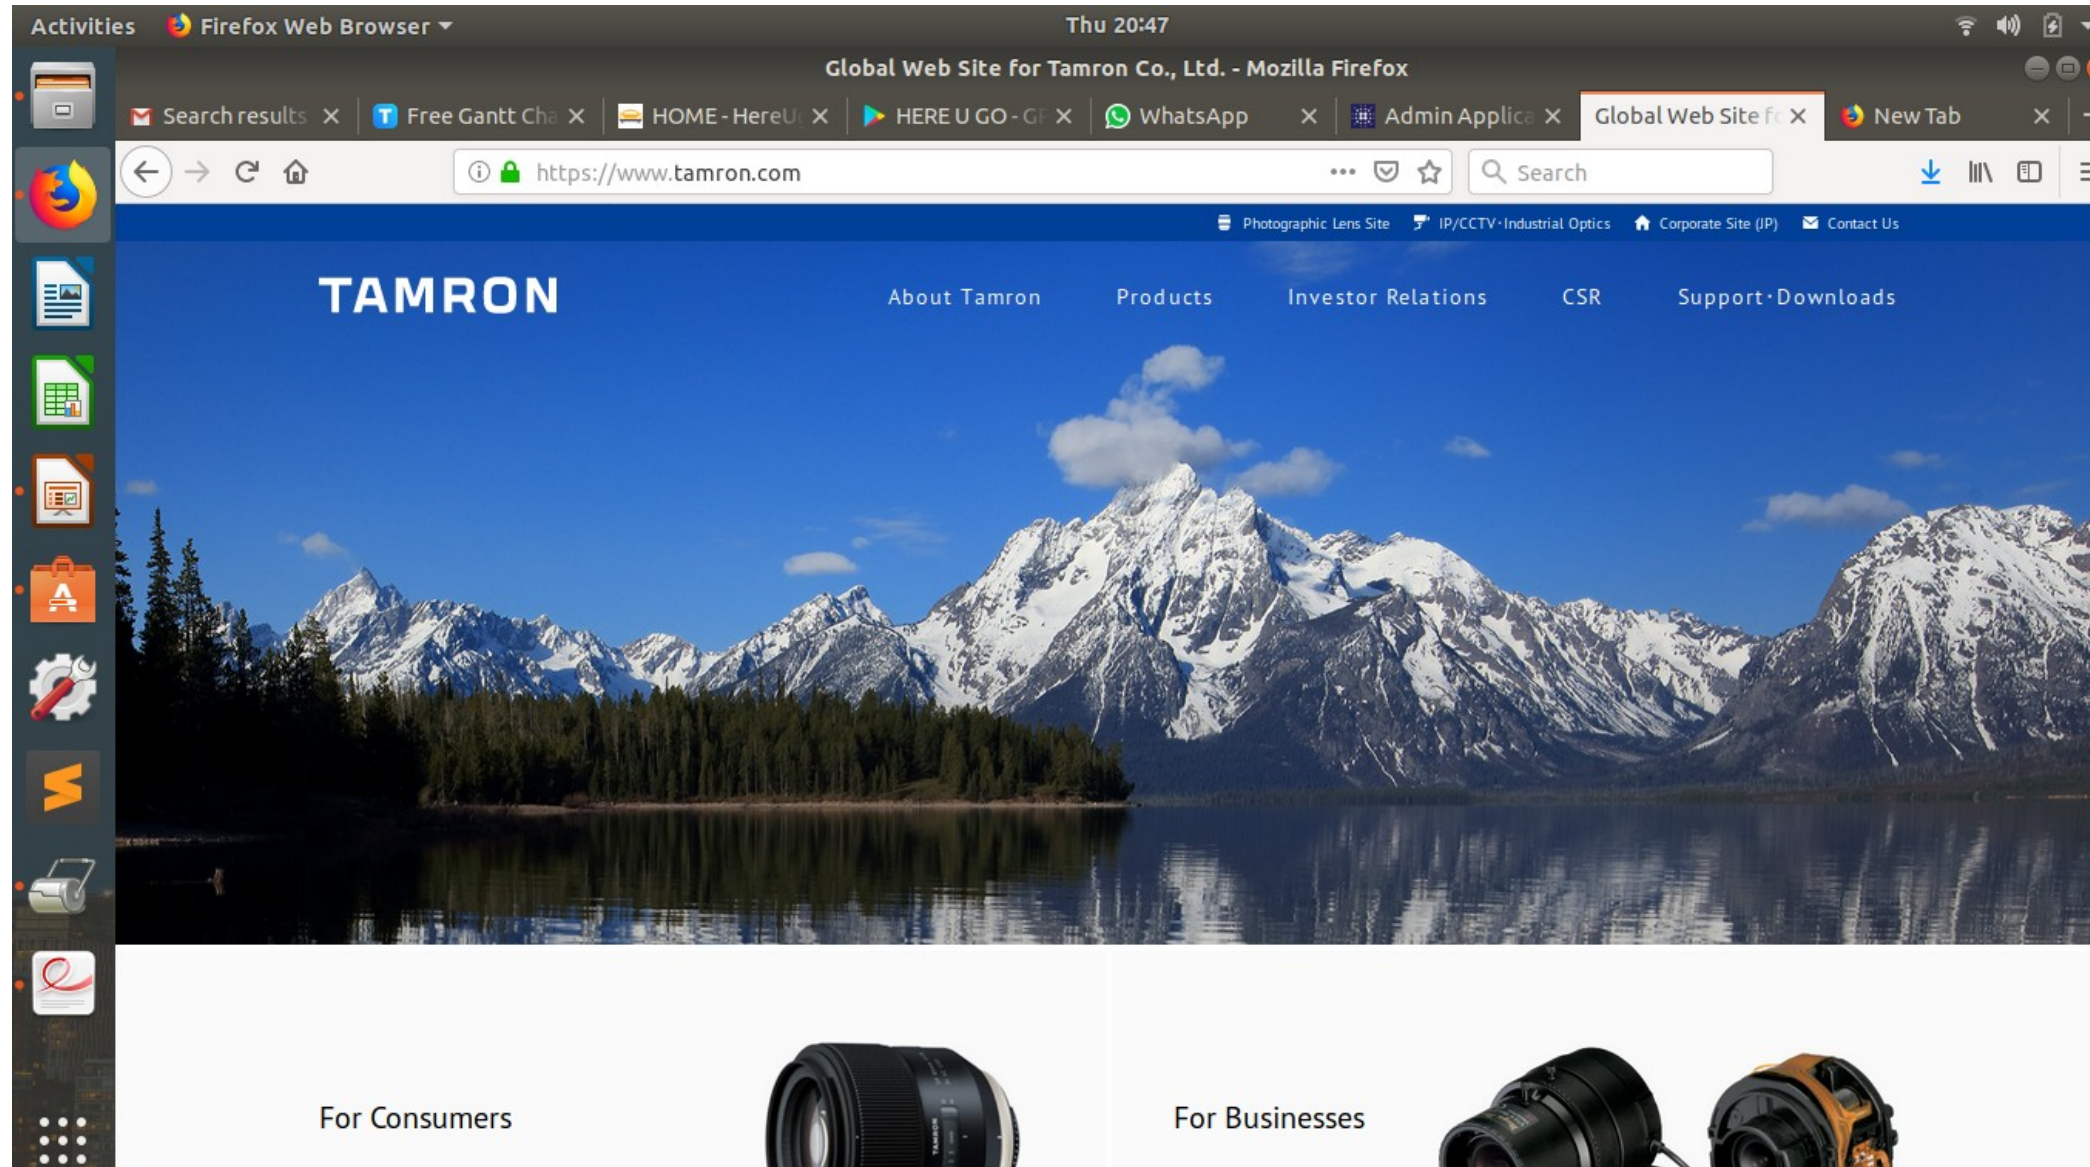 Activities Firefox Web Browser Thu 20:47
Global Web Site for Tamron Co., Ltd. - Mozilla Firefox
Search results Free Gantt Cha HOME - HereU HERE U GO - GF WhatsApp Admin Applica Global Web Site fo New Tab
https://www.tamron.com Search
Photographic Lens Site IP/CCTV·Industrial Optics Corporate Site (JP) Contact Us
TAMRON About Tamron Products Investor Relations CSR Support·Downloads
For Consumers For Businesses
TAMRON